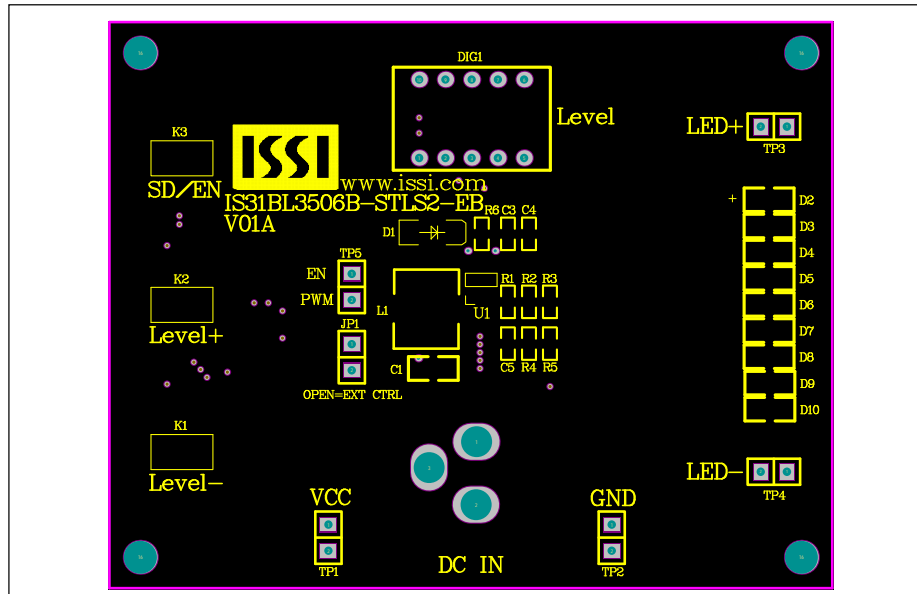 DIG1
Level
LED+
TP3
K3
SD/EN
ISSI
www.issi.com
IS31BL3506B-STLS2-EB
V01A
+
D2
D3
D4
D5
D6
D7
D8
D9
D10
D1
R6 C3 C4
TP5
EN
PWM
JP1
OPEN=EXT CTRL
K2
Level+
L1
U1
R1 R2 R3
C5 R4 R5
C1
K1
Level-
LED-
TP4
VCC
TP1
DC IN
GND
TP2